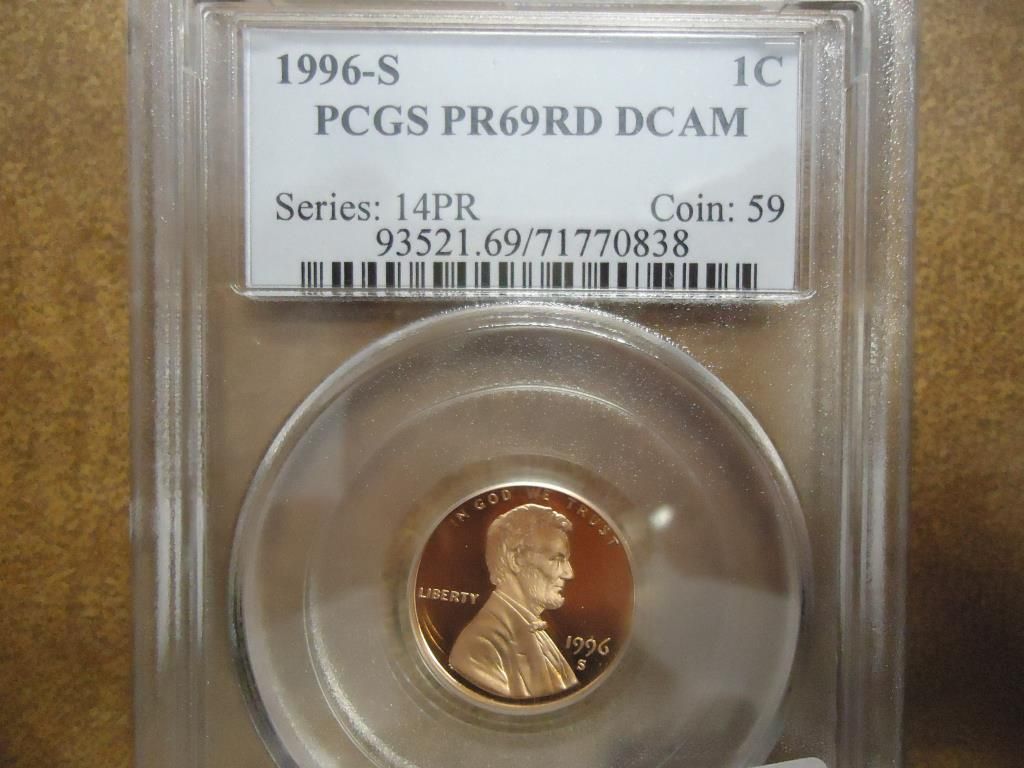 1996-S 1C
PCGS PR69RD DCAM
Series: 14PR Coin: 59
93521.69/71770838
IN GOD WE TRUST
LIBERTY
1996
S